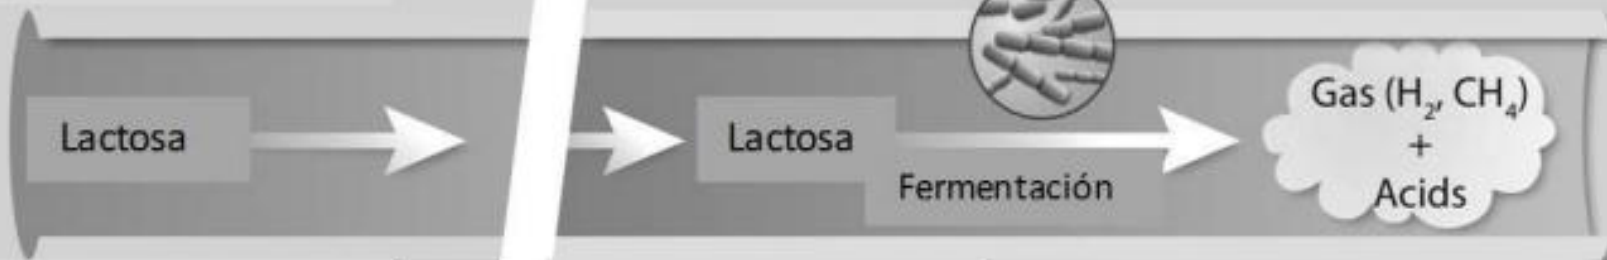 Lactosa
Lactosa
Fermentación
Gas (H₂, CH₄)
+
Acids